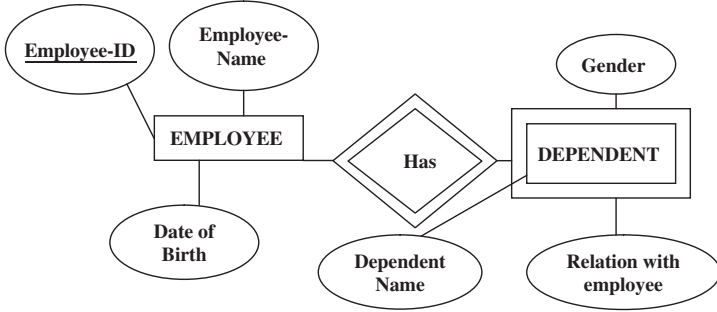 Employee-ID
Employee-
Name
Gender
EMPLOYEE
Has
DEPENDENT
Date of
Birth
Dependent
Name
Relation with
employee